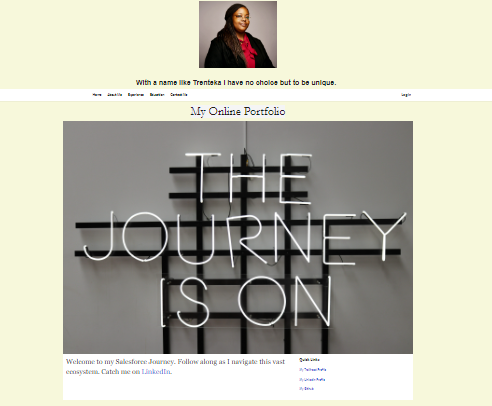 With a name like Trenteka I have no choice but to be unique.
Home About Me Experience Education Contact Me Login
My Online Portfolio
THE
JOURNEY
IS ON
Welcome to my Salesforce Journey. Follow along as I navigate this vast
ecosystem. Catch me on LinkedIn.
Quick Links
My Trailhead Profile
My LinkedIn Profile
My